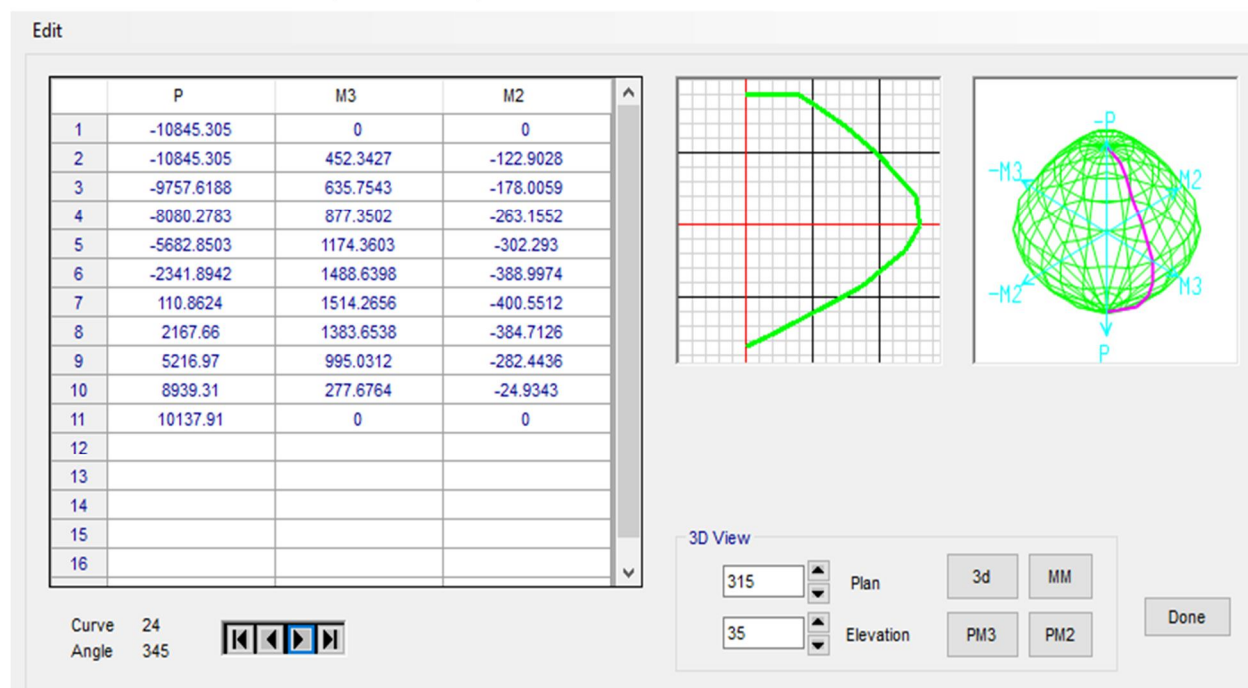 Edit
P M3 M2
1 -10845.305 0 0
2 -10845.305 452.3427 -122.9028
3 -9757.6188 635.7543 -178.0059
4 -8080.2783 877.3502 -263.1552
5 -5682.8503 1174.3603 -302.293
6 -2341.8942 1488.6398 -388.9974
7 110.8624 1514.2656 -400.5512
8 2167.66 1383.6538 -384.7126
9 5216.97 995.0312 -282.4436
10 8939.31 277.6764 -24.9343
11 10137.91 0 0
12
13
14
15
16
Curve 24
Angle 345
-P
-M3 M2
-M2 M3
P
3D View
315 Plan 3d MM
35 Elevation PM3 PM2
Done